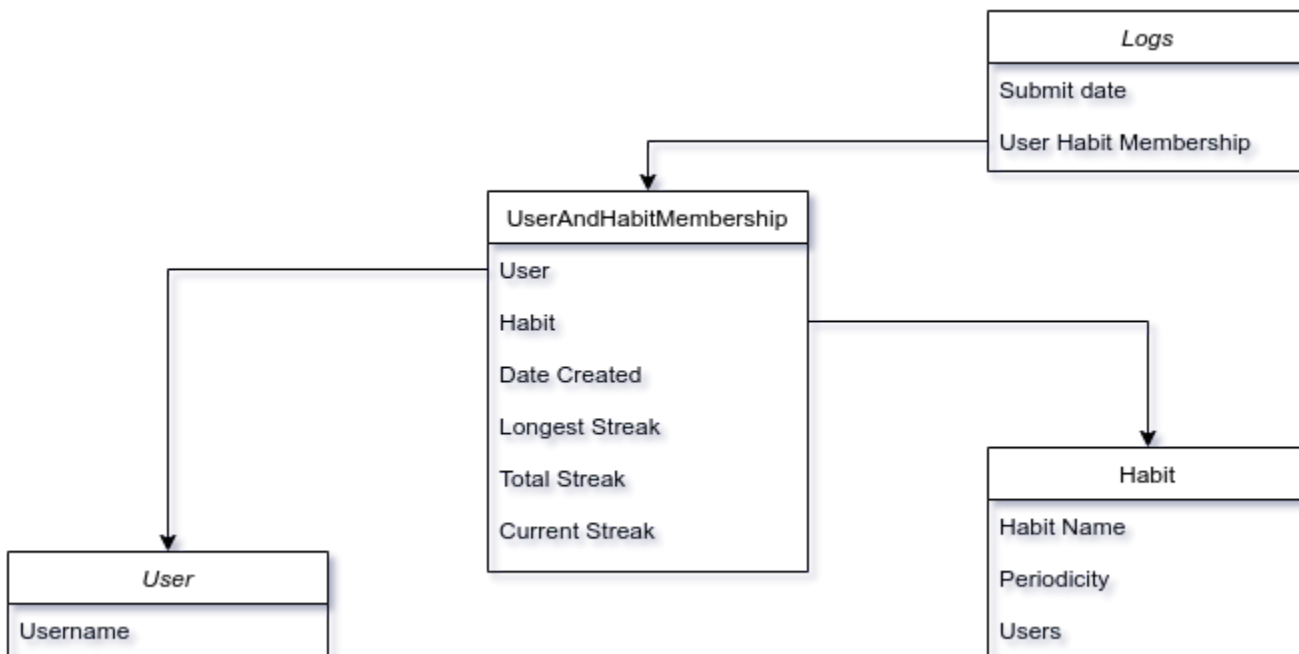 Logs
Submit date
User Habit Membership
UserAndHabitMembership
User
Habit
Date Created
Longest Streak
Total Streak
Current Streak
User
Username
Habit
Habit Name
Periodicity
Users